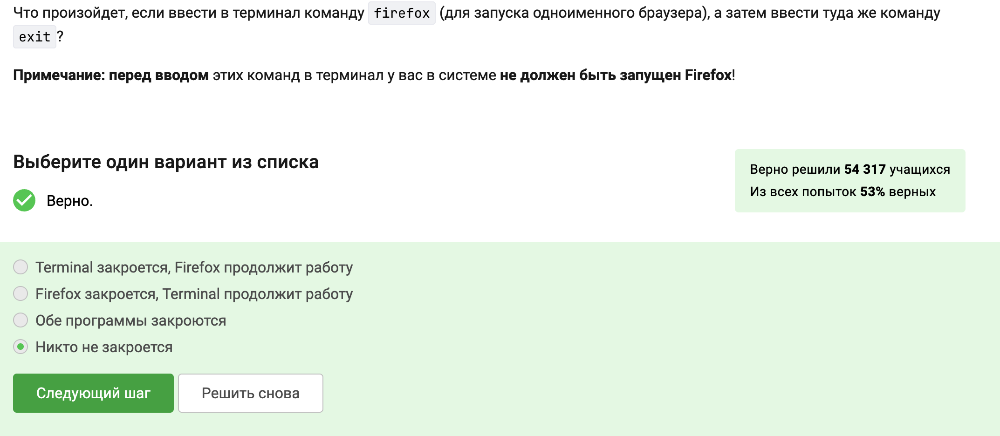 Что произойдет, если ввести в терминал команду firefox (для запуска одноименного браузера), а затем ввести туда же команду
exit?
Примечание: перед вводом этих команд в терминал у вас в системе не должен быть запущен Firefox!
Выберите один вариант из списка
Верно.
Верно решили 54 317 учащихся
Из всех попыток 53% верных
Terminal закроется, Firefox продолжит работу
Firefox закроется, Terminal продолжит работу
Обе программы закроются
Никто не закроется
Следующий шаг
Решить снова